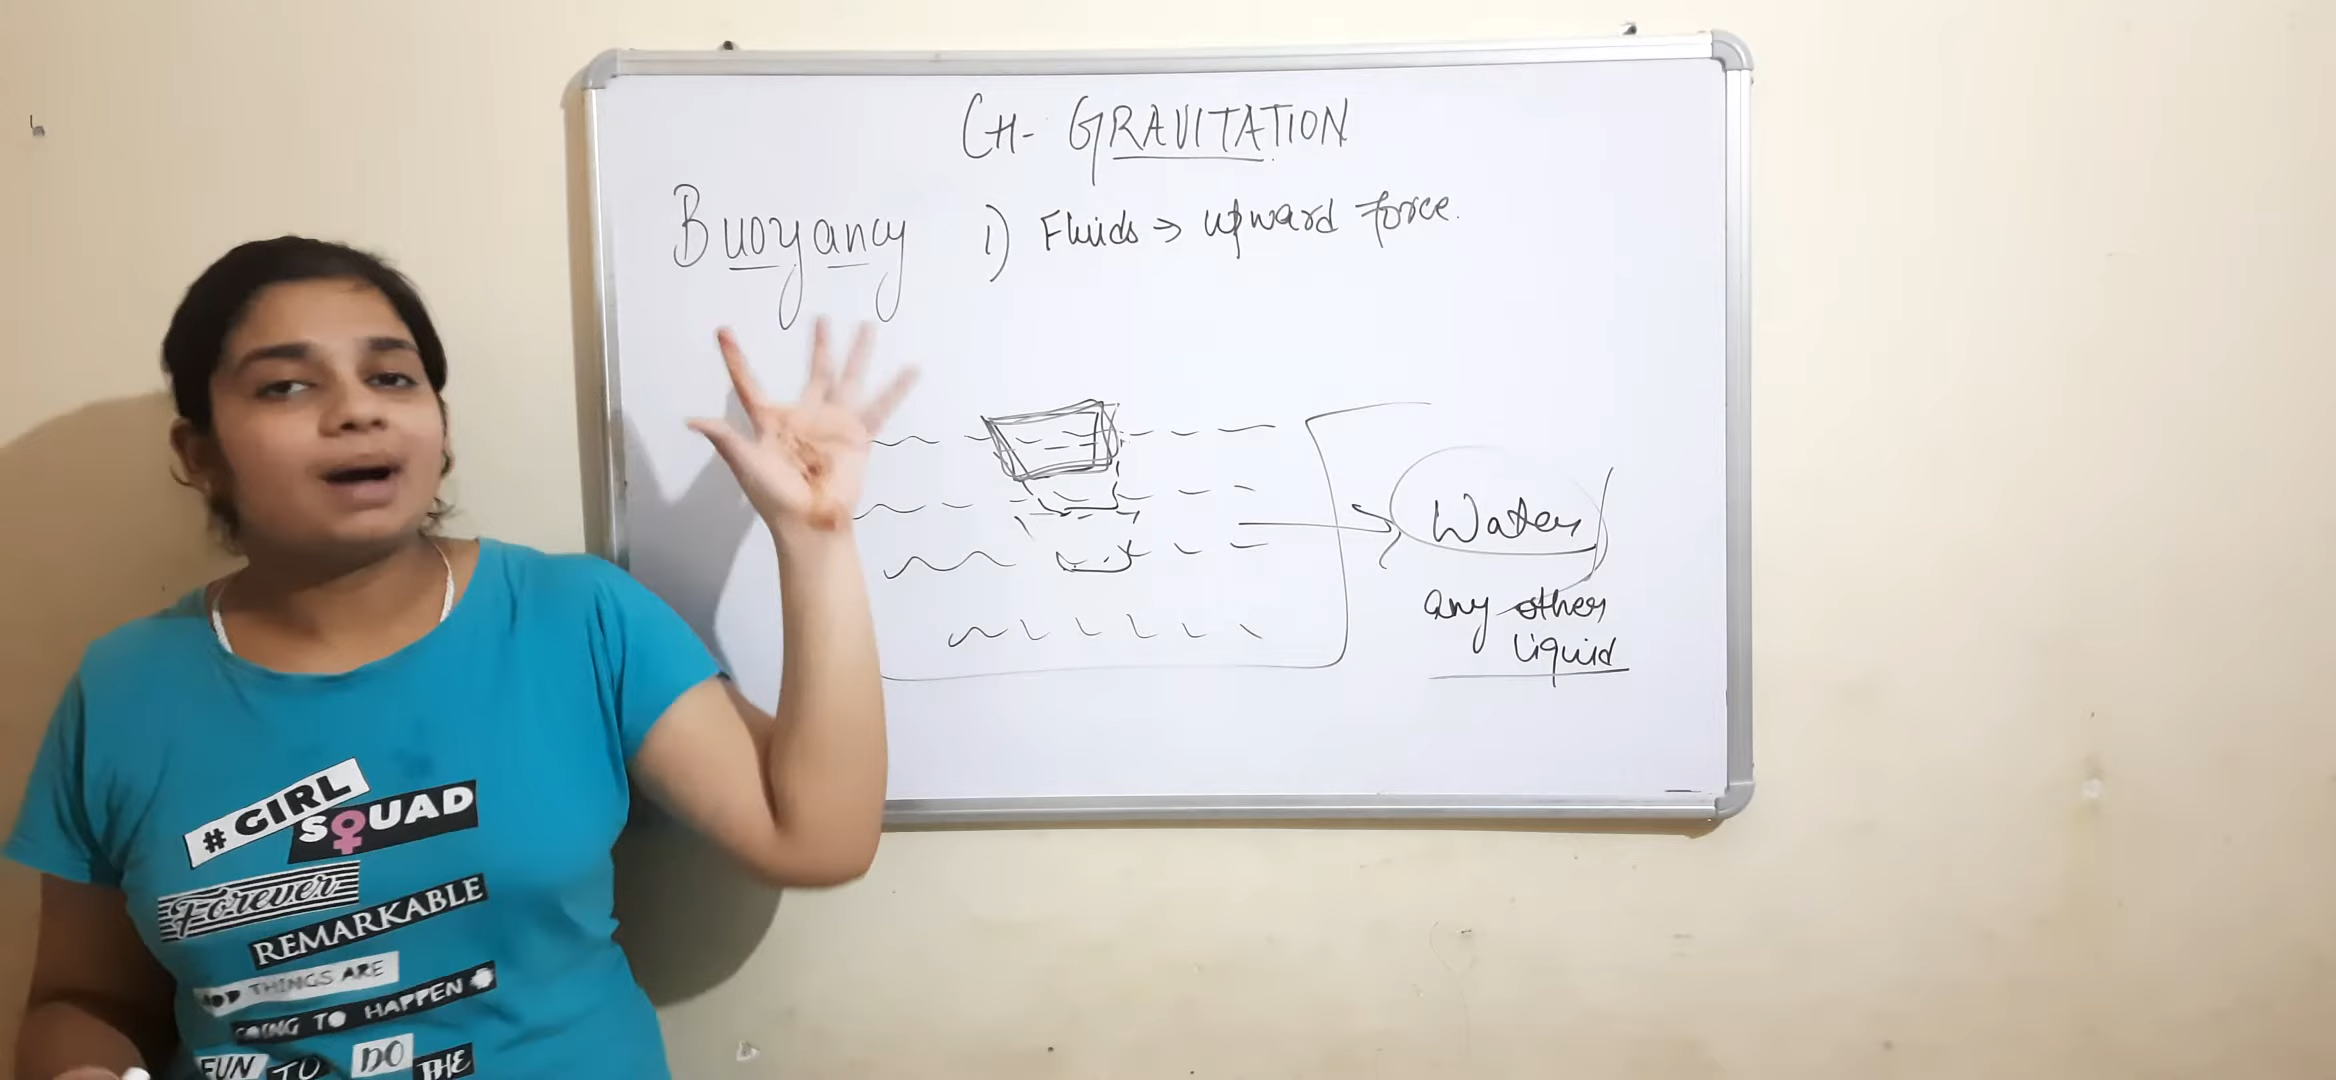 CH- GRAVITATION
Buoyancy
1) Fluids → upward force.
Water
any other
liquid
#GIRL
SQUAD
Forever
REMARKABLE
THINGS ARE
GOING TO HAPPEN
FUN TO DO THE